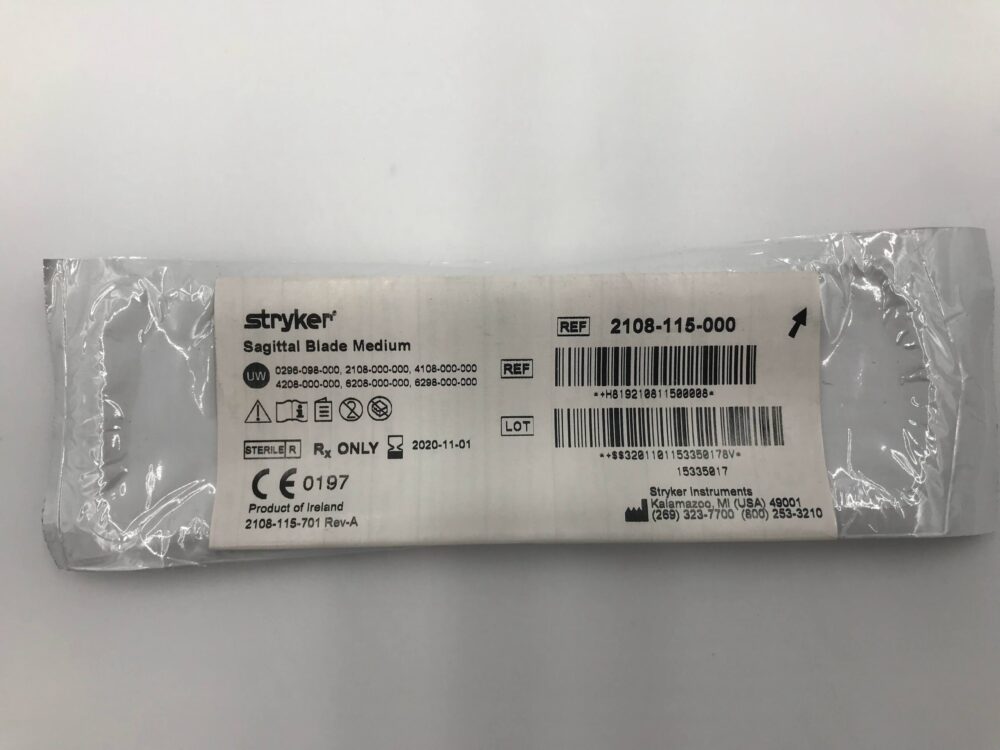 stryker
Sagittal Blade Medium
UW
0296-098-000, 2108-000-000, 4108-000-000
4208-000-000, 6208-000-000, 6298-000-000
STERILE R
Rx ONLY
2020-11-01
CE 0197
Product of Ireland
2108-115-701 Rev-A
REF 2108-115-000
REF
*+H619210811500008*
LOT
*+$$3201101153350178V*
15335017
Stryker Instruments
Kalamazoo, MI (USA) 49001
(269) 323-7700 (800) 253-3210